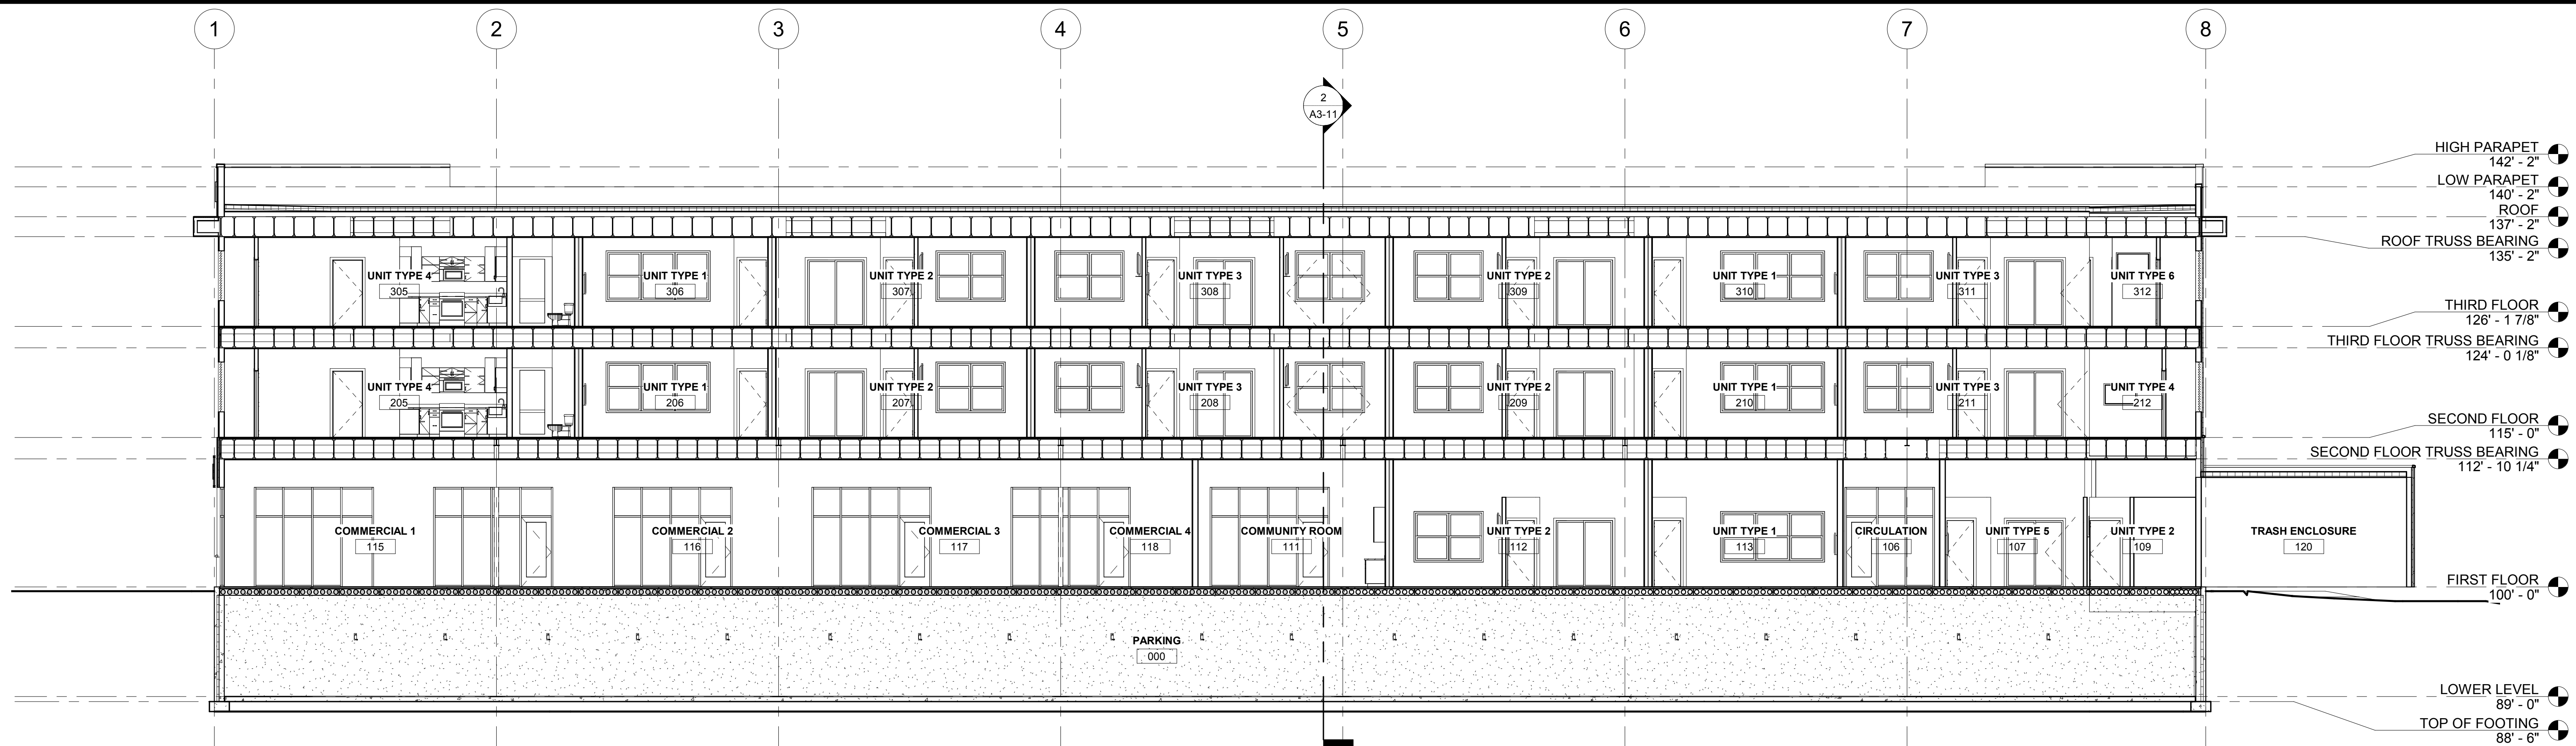 1 2 3 4 5 6 7 8
2
A3-11
HIGH PARAPET
142' - 2"
LOW PARAPET
140' - 2"
ROOF
137' - 2"
ROOF TRUSS BEARING
135' - 2"
UNIT TYPE 4 UNIT TYPE 1 UNIT TYPE 2 UNIT TYPE 3 UNIT TYPE 2 UNIT TYPE 1 UNIT TYPE 3 UNIT TYPE 6
305 306 307 308 309 310 311 312
THIRD FLOOR
126' - 1 7/8"
THIRD FLOOR TRUSS BEARING
124' - 0 1/8"
UNIT TYPE 4 UNIT TYPE 1 UNIT TYPE 2 UNIT TYPE 3 UNIT TYPE 2 UNIT TYPE 1 UNIT TYPE 3 UNIT TYPE 4
205 206 207 208 209 210 211 212
SECOND FLOOR
115' - 0"
SECOND FLOOR TRUSS BEARING
112' - 10 1/4"
COMMERCIAL 1 COMMERCIAL 2 COMMERCIAL 3 COMMERCIAL 4 COMMUNITY ROOM UNIT TYPE 2 UNIT TYPE 1 CIRCULATION UNIT TYPE 5 UNIT TYPE 2 TRASH ENCLOSURE
115 116 117 118 111 112 113 106 107 109 120
FIRST FLOOR
100' - 0"
PARKING
000
LOWER LEVEL
89' - 0"
TOP OF FOOTING
88' - 6"